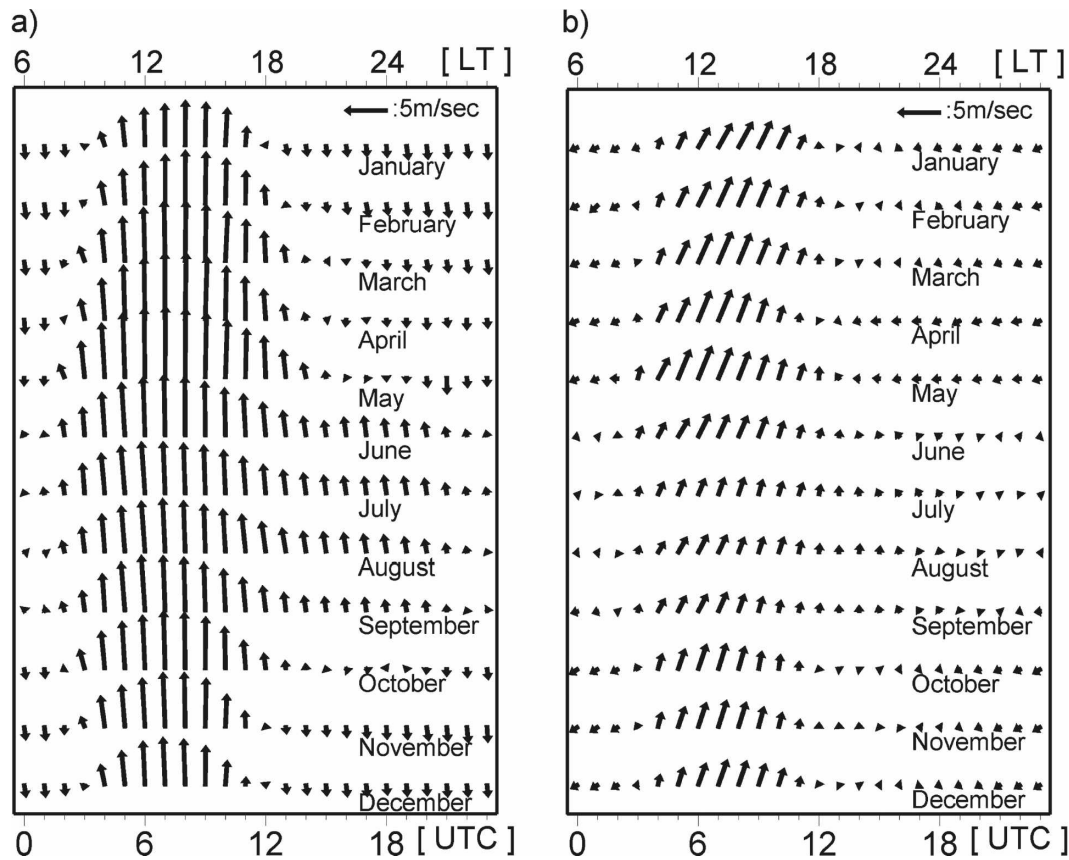 a)
6 12 18 24 [ LT ]
:5m/sec
January
February
March
April
May
June
July
August
September
October
November
December
0 6 12 18 [ UTC ]
b)
6 12 18 24 [ LT ]
:5m/sec
January
February
March
April
May
June
July
August
September
October
November
December
0 6 12 18 [ UTC ]